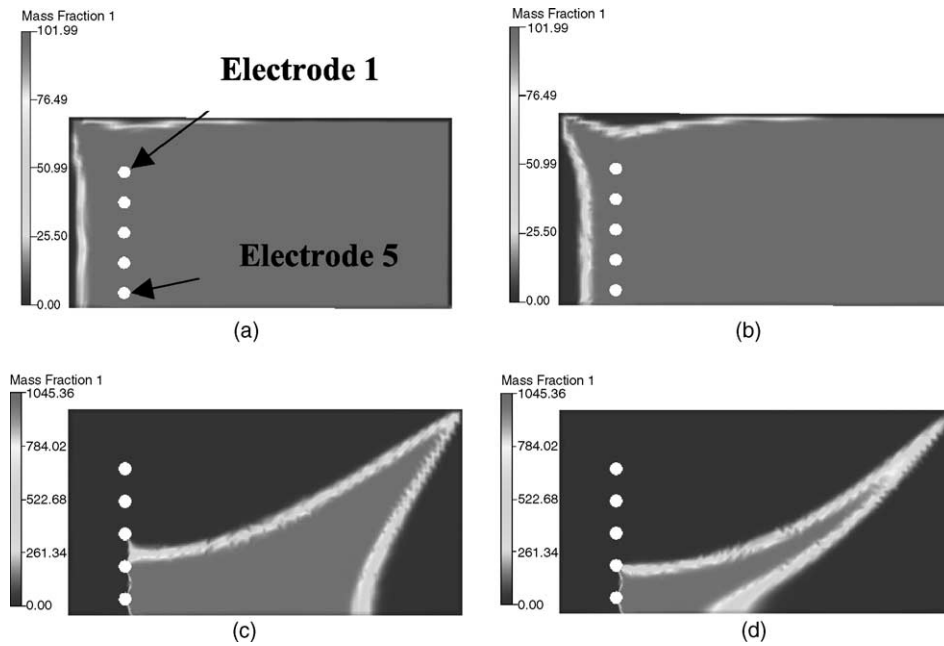 Mass Fraction 1
101.99
76.49
50.99
25.50
0.00
Electrode 1
Electrode 5
(a)
Mass Fraction 1
101.99
76.49
50.99
25.50
0.00
(b)
Mass Fraction 1
1045.36
784.02
522.68
261.34
0.00
(c)
Mass Fraction 1
1045.36
784.02
522.68
261.34
0.00
(d)